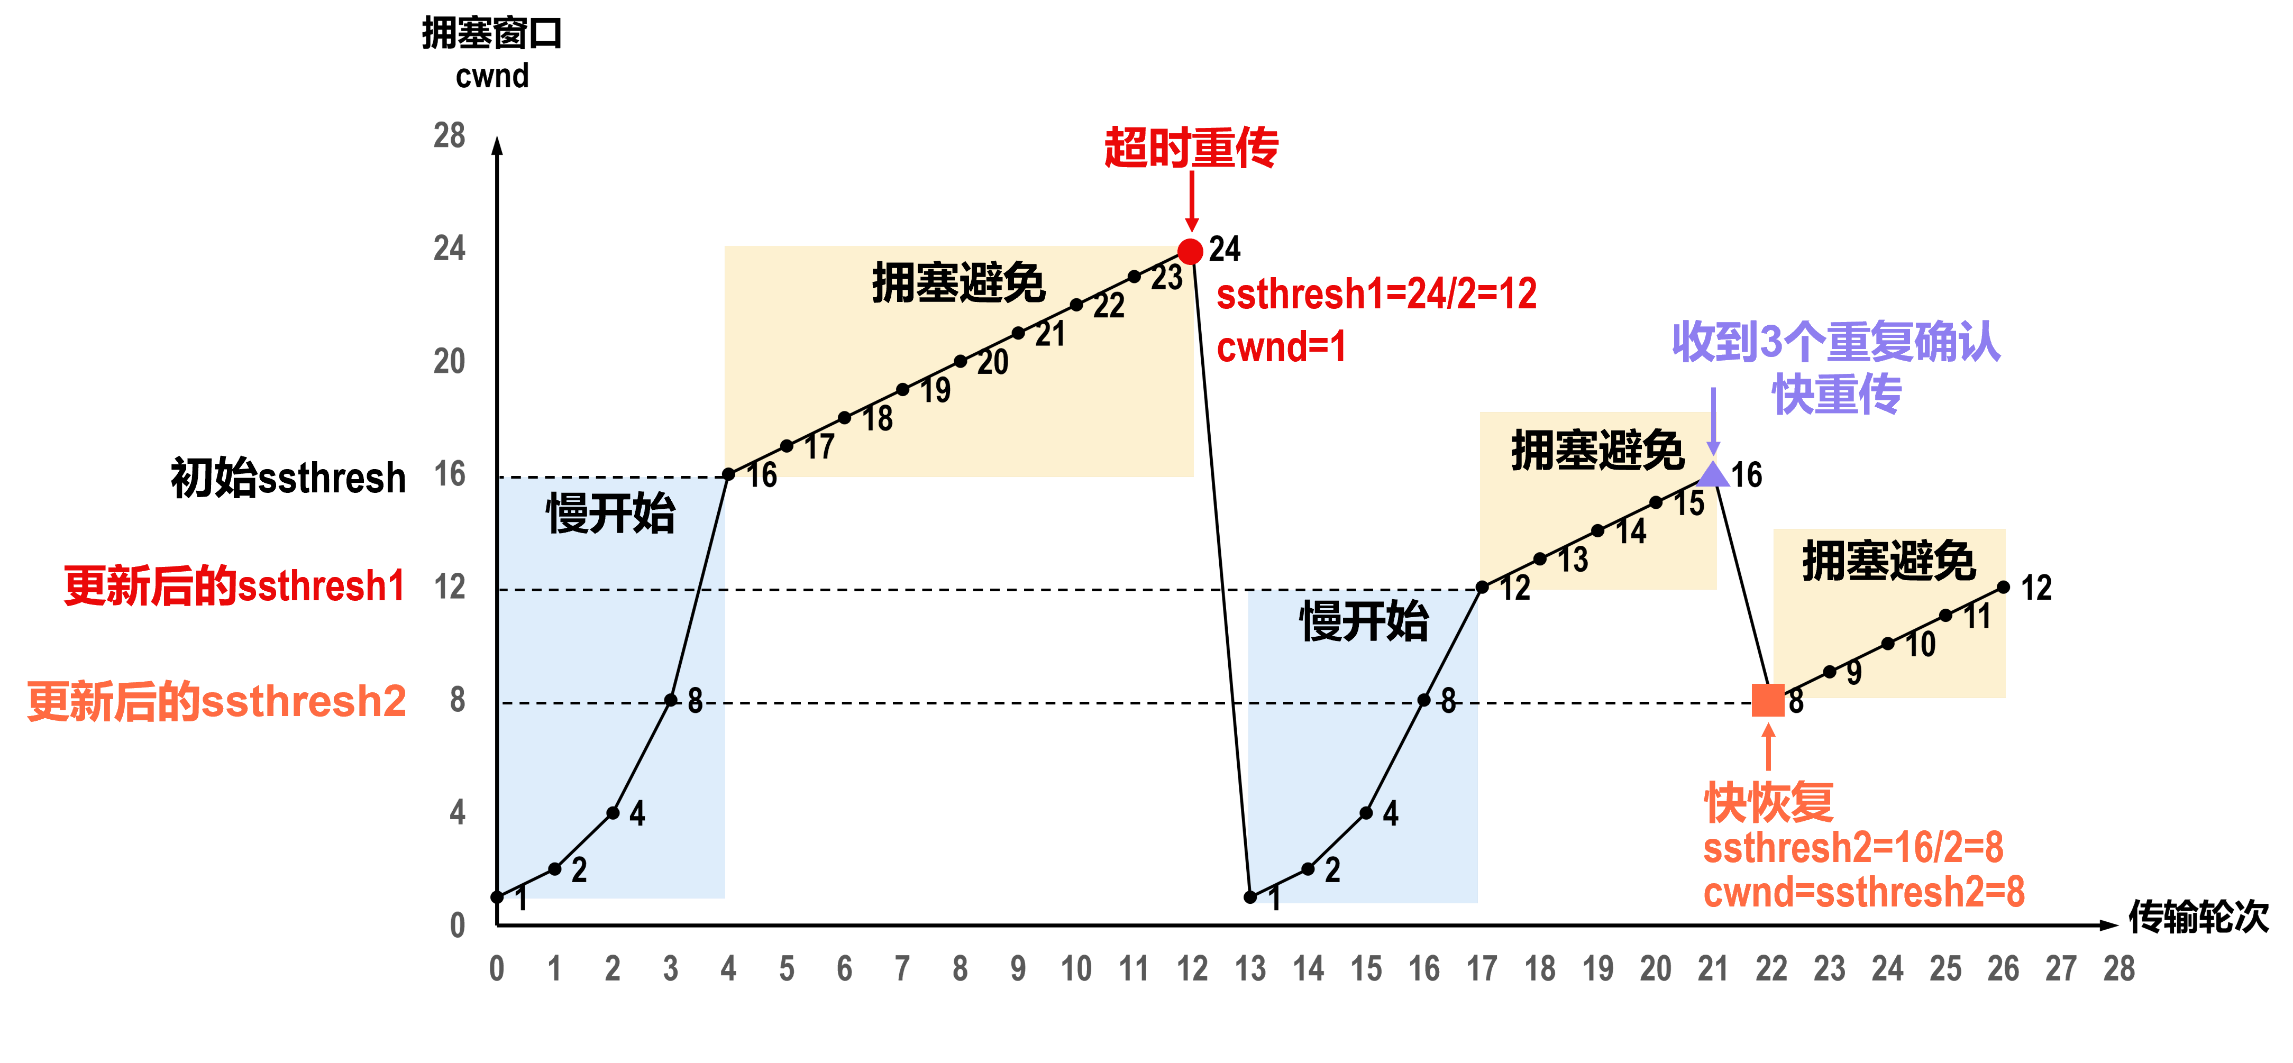 拥塞窗口
cwnd
28
24
20
16
12
8
4
0
初始ssthresh
更新后的ssthresh1
更新后的ssthresh2
慢开始
1
2
4
8
16
拥塞避免
17
18
19
20
21
22
23
24
超时重传
ssthresh1=24/2=12
cwnd=1
慢开始
1
2
4
8
12
拥塞避免
13
14
15
16
收到3个重复确认
快重传
拥塞避免
8
9
10
11
12
快恢复
ssthresh2=16/2=8
cwnd=ssthresh2=8
传输轮次
0 1 2 3 4 5 6 7 8 9 10 11 12 13 14 15 16 17 18 19 20 21 22 23 24 25 26 27 28